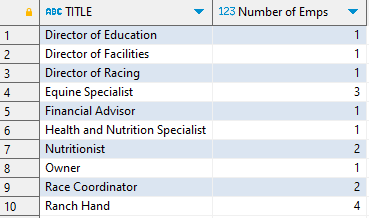 ABC TITLE 123 Number of Emps
1 Director of Education 1
2 Director of Facilities 1
3 Director of Racing 1
4 Equine Specialist 3
5 Financial Advisor 1
6 Health and Nutrition Specialist 1
7 Nutritionist 2
8 Owner 1
9 Race Coordinator 2
10 Ranch Hand 4